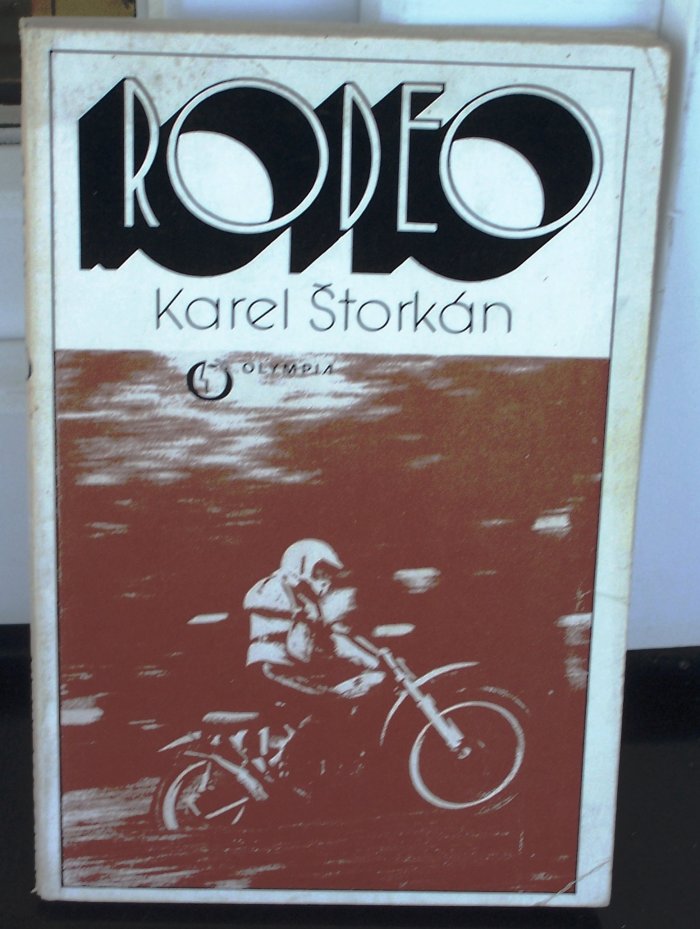 RODEO
Karel Štorkán
OLYMPIA